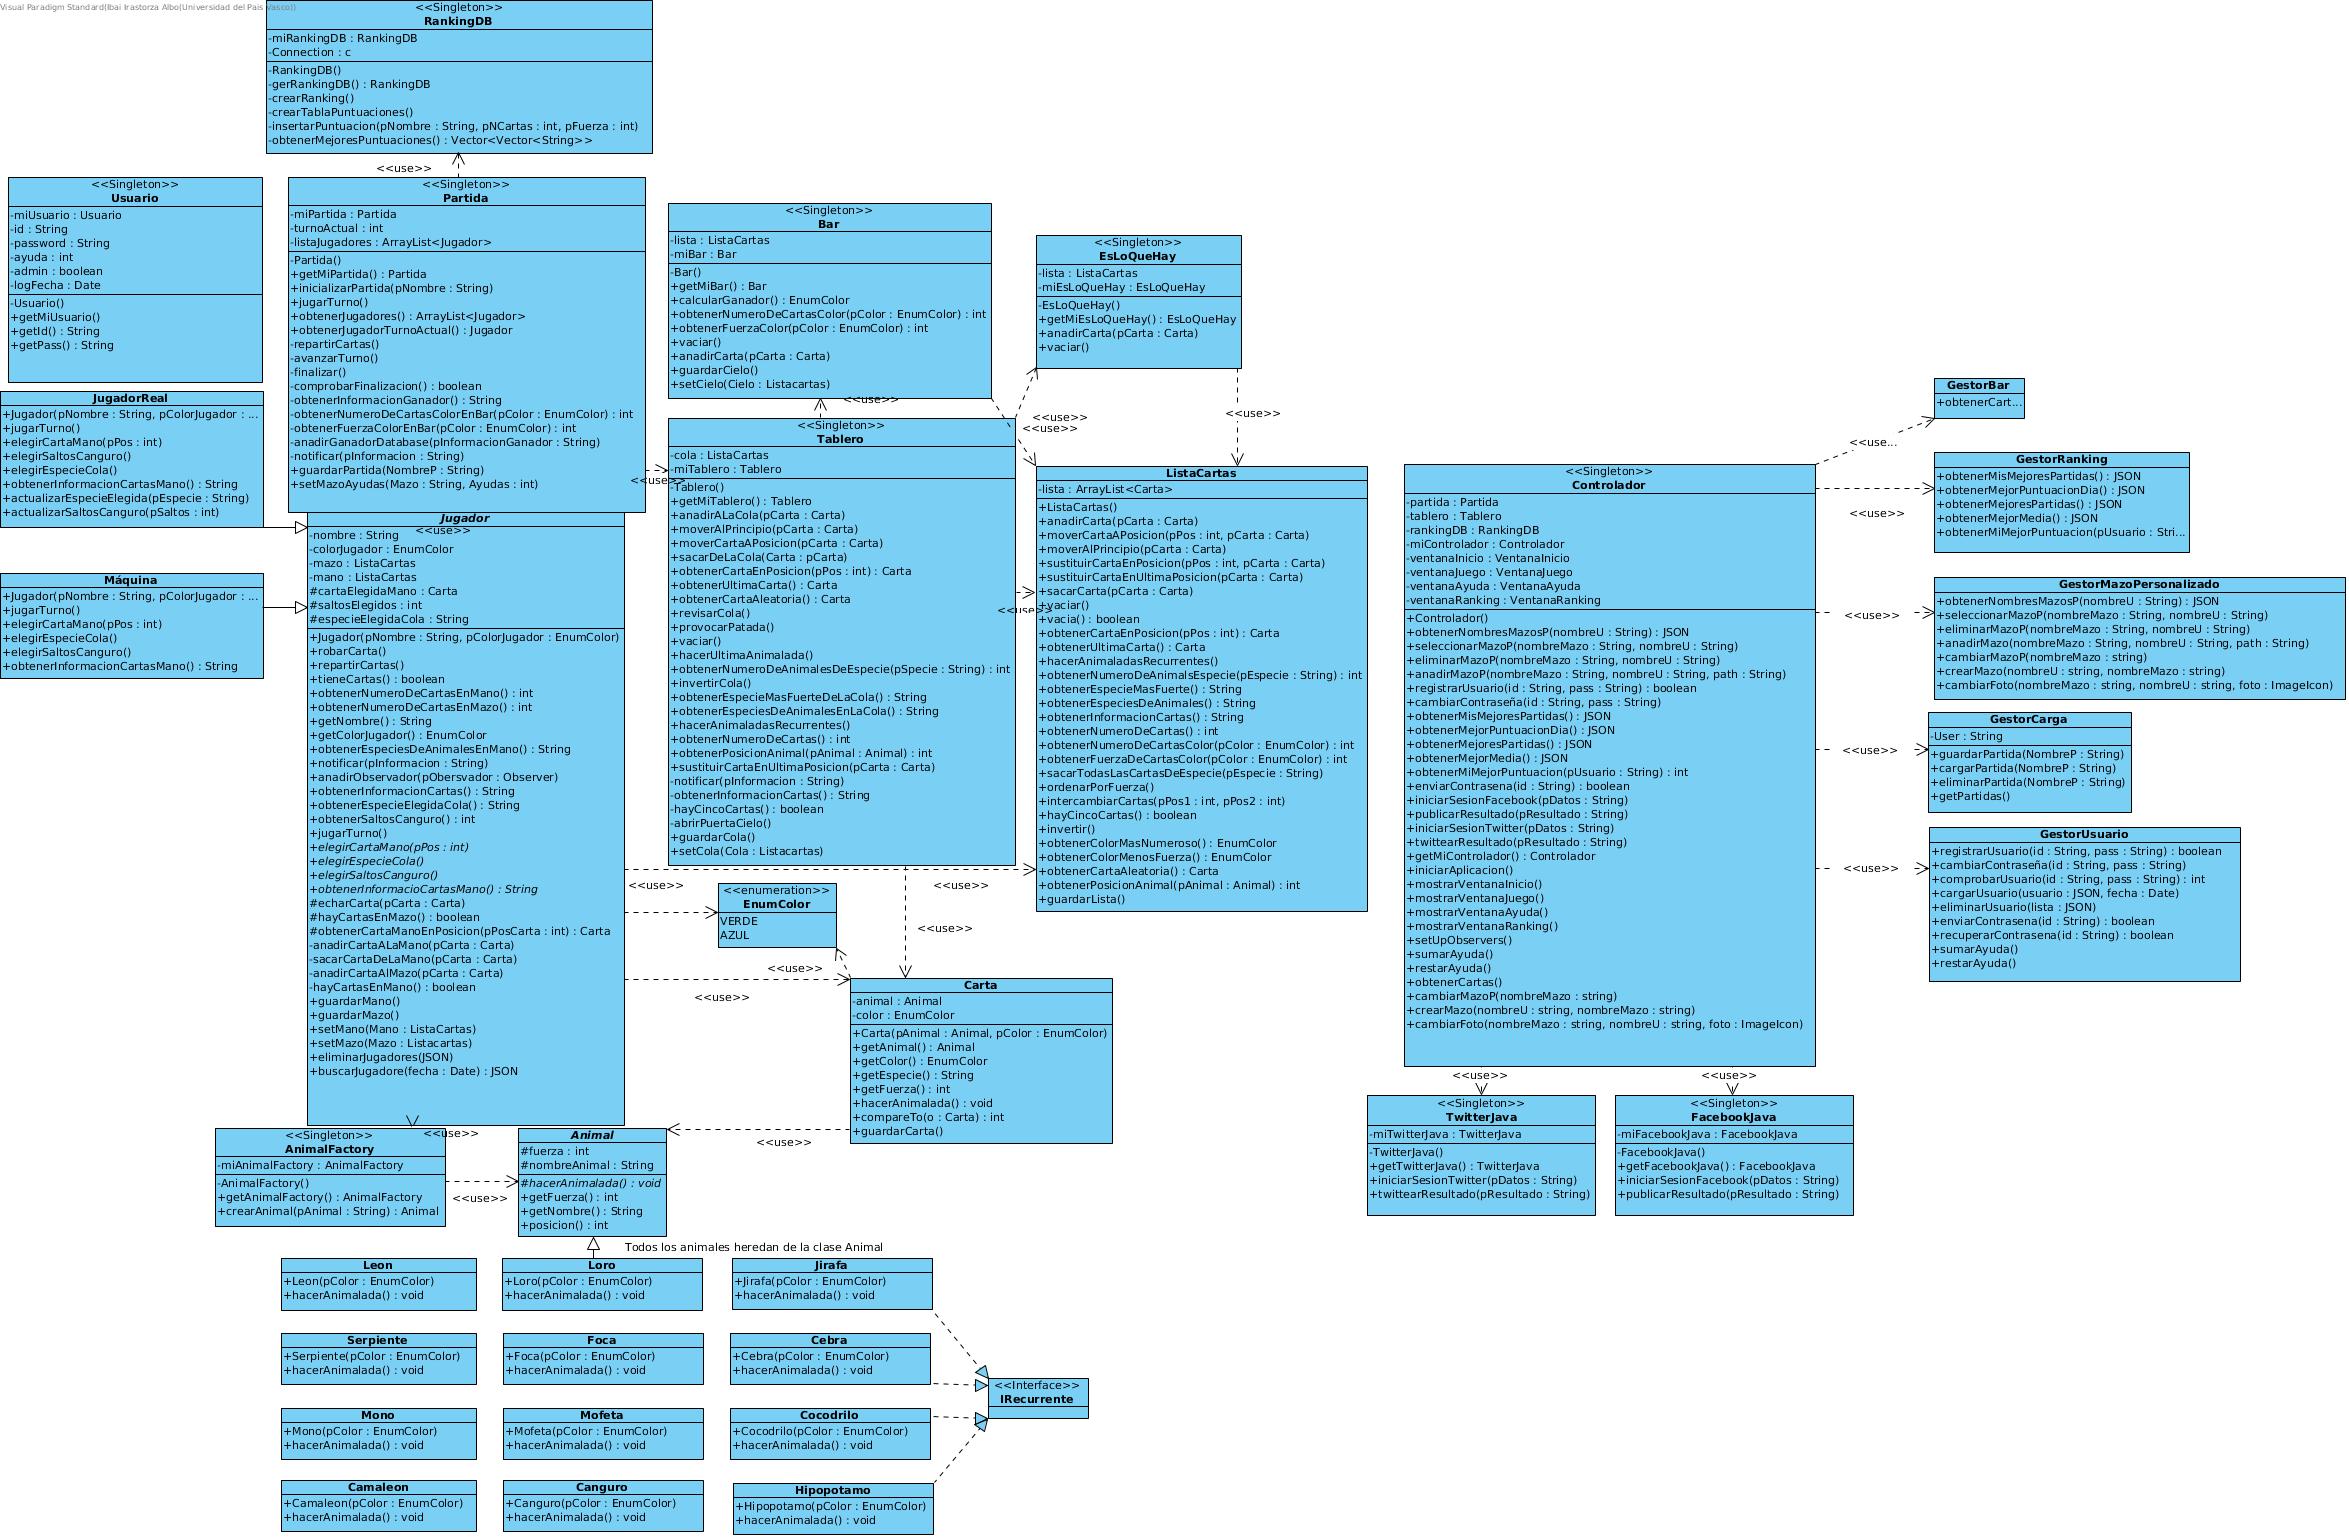 Visual Paradigm Standard(Ibai Irastorza Albo(Universidad del Pais Vasco))
<<Singleton>>
RankingDB
-miRankingDB : RankingDB
-Connection : c
-RankingDB()
-gerRankingDB() : RankingDB
-crearRanking()
-crearTablaPuntuaciones()
-insertarPuntuacion(pNombre : String, pNCartas : int, pFuerza : int)
-obtenerMejoresPuntuaciones() : Vector<Vector<String>>
<<use>>
<<Singleton>>
Usuario
-miUsuario : Usuario
-id : String
-password : String
-ayuda : int
-admin : boolean
-logFecha : Date
-Usuario()
+getMiUsuario()
+getId() : String
+getPass() : String
<<Singleton>>
Partida
-miPartida : Partida
-turnoActual : int
-listaJugadores : ArrayList<Jugador>
-Partida()
+getMiPartida() : Partida
+inicializarPartida(pNombre : String)
+jugarTurno()
+obtenerJugadores() : ArrayList<Jugador>
+obtenerJugadorTurnoActual() : Jugador
-repartirCartas()
-avanzarTurno()
-finalizar()
-comprobarFinalizacion() : boolean
-obtenerInformacionGanador() : String
-obtenerNumeroDeCartasColorEnBar(pColor : EnumColor) : int
-obtenerFuerzaColorEnBar(pColor : EnumColor) : int
-anadirGanadorDatabase(pInformacionGanador : String)
-notificar(pInformacion : String)
+guardarPartida(NombreP : String)
+setMazoAyudas(Mazo : String, Ayudas : int)
<<use>>
<<use>>
<<Singleton>>
Bar
-lista : ListaCartas
-miBar : Bar
-Bar()
+getMiBar() : Bar
+calcularGanador() : EnumColor
+obtenerNumeroDeCartasColor(pColor : EnumColor) : int
+obtenerFuerzaColor(pColor : EnumColor) : int
+vaciar()
+anadirCarta(pCarta : Carta)
+guardarCielo()
+setCielo(Cielo : Listacartas)
<<use>>
<<Singleton>>
EsLoQueHay
-lista : ListaCartas
-miEsLoQueHay : EsLoQueHay
-EsLoQueHay()
+getMiEsLoQueHay() : EsLoQueHay
+anadirCarta(pCarta : Carta)
+vaciar()
<<use>>
<<use>>
<<use>>
JugadorReal
+Jugador(pNombre : String, pColorJugador : ...
+jugarTurno()
+elegirCartaMano(pPos : int)
+elegirSaltosCanguro()
+elegirEspecieCola()
+obtenerInformacionCartasMano() : String
+actualizarEspecieElegida(pEspecie : String)
+actualizarSaltosCanguro(pSaltos : int)
Máquina
+Jugador(pNombre : String, pColorJugador : ...
+jugarTurno()
+elegirCartaMano(pPos : int)
+elegirEspecieCola()
+elegirSaltosCanguro()
+obtenerInformacionCartasMano() : String
Jugador
-nombre : String
-colorJugador : EnumColor
-mazo : ListaCartas
-mano : ListaCartas
#cartaElegidaMano : Carta
#saltosElegidos : int
#especieElegidaCola : String
+Jugador(pNombre : String, pColorJugador : EnumColor)
+robarCarta()
+repartirCartas()
+tieneCartas() : boolean
+obtenerNumeroDeCartasEnMano() : int
+obtenerNumeroDeCartasEnMazo() : int
+getNombre() : String
+getColorJugador() : EnumColor
+obtenerEspeciesDeAnimalesEnMano() : String
+notificar(pInformacion : String)
+anadirObservador(pObersvador : Observer)
+obtenerInformacionCartas() : String
+obtenerEspecieElegidaCola() : String
+obtenerSaltosCanguro() : int
+jugarTurno()
+elegirCartaMano(pPos : int)
+elegirEspecieCola()
+elegirSaltosCanguro()
+obtenerInformacioCartasMano() : String
#echarCarta(pCarta : Carta)
#hayCartasEnMazo() : boolean
#obtenerCartaManoEnPosicion(pPosCarta : int) : Carta
-anadirCartaALaMano(pCarta : Carta)
-sacarCartaDeLaMano(pCarta : Carta)
-anadirCartaAlMazo(pCarta : Carta)
-hayCartasEnMano() : boolean
+guardarMano()
+guardarMazo()
+setMano(Mano : ListaCartas)
+setMazo(Mazo : Listacartas)
+eliminarJugadores(JSON)
+buscarJugadore(fecha : Date) : JSON
<<Singleton>>
Tablero
-cola : ListaCartas
-miTablero : Tablero
-Tablero()
+getMiTablero() : Tablero
+anadirALaCola(pCarta : Carta)
+moverAlPrincipio(pCarta : Carta)
+moverCartaAPosicion(pCarta : Carta)
+sacarDeLaCola(Carta : pCarta)
+obtenerCartaEnPosicion(pPos : int) : Carta
+obtenerUltimaCarta() : Carta
+obtenerCartaAleatoria() : Carta
+revisarCola()
+provocarPatada()
+vaciar()
+hacerUltimaAnimalada()
+obtenerNumeroDeAnimalesDeEspecie(pSpecie : String) : int
+invertirCola()
+obtenerEspecieMasFuerteDeLaCola() : String
+obtenerEspeciesDeAnimalesEnLaCola() : String
+hacerAnimaladasRecurrentes()
+obtenerNumeroDeCartas() : int
+obtenerPosicionAnimal(pAnimal : Animal) : int
+sustituirCartaEnUltimaPosicion(pCarta : Carta)
-notificar(pInformacion : String)
-obtenerInformacionCartas() : String
-hayCincoCartas() : boolean
-abrirPuertaCielo()
+guardarCola()
+setCola(Cola : Listacartas)
<<use>>
ListaCartas
-lista : ArrayList<Carta>
+ListaCartas()
+anadirCarta(pCarta : Carta)
+moverCartaAPosicion(pPos : int, pCarta : Carta)
+moverAlPrincipio(pCarta : Carta)
+sustituirCartaEnPosicion(pPos : int, pCarta : Carta)
+sustituirCartaEnUltimaPosicion(pCarta : Carta)
+sacarCarta(pCarta : Carta)
+vaciar()
+vacia() : boolean
+obtenerCartaEnPosicion(pPos : int) : Carta
+obtenerUltimaCarta() : Carta
+hacerAnimaladasRecurrentes()
+obtenerNumeroDeAnimalsEspecie(pEspecie : String) : int
+obtenerEspecieMasFuerte() : String
+obtenerEspeciesDeAnimales() : String
+obtenerInformacionCartas() : String
+obtenerNumeroDeCartas() : int
+obtenerNumeroDeCartasColor(pColor : EnumColor) : int
+obtenerFuerzaDeCartasColor(pColor : EnumColor) : int
+sacarTodasLasCartasDeEspecie(pEspecie : String)
+ordenarPorFuerza()
+intercambiarCartas(pPos1 : int, pPos2 : int)
+hayCincoCartas() : boolean
+invertir()
+obtenerColorMasNumeroso() : EnumColor
+obtenerColorMenosFuerza() : EnumColor
+obtenerCartaAleatoria() : Carta
+obtenerPosicionAnimal(pAnimal : Animal) : int
+guardarLista()
<<use>>
<<use>>
<<use>>
<<use>>
<<use>>
<<enumeration>>
EnumColor
VERDE
AZUL
Carta
-animal : Animal
-color : EnumColor
+Carta(pAnimal : Animal, pColor : EnumColor)
+getAnimal() : Animal
+getColor() : EnumColor
+getEspecie() : String
+getFuerza() : int
+hacerAnimalada() : void
+compareTo(o : Carta) : int
+guardarCarta()
<<use>>
<<use>>
<<Singleton>>
AnimalFactory
-miAnimalFactory : AnimalFactory
-AnimalFactory()
+getAnimalFactory() : AnimalFactory
+crearAnimal(pAnimal : String) : Animal
<<use>>
Animal
#fuerza : int
#nombreAnimal : String
#hacerAnimalada() : void
+getFuerza() : int
+getNombre() : String
+posicion() : int
Todos los animales heredan de la clase Animal
Leon
+Leon(pColor : EnumColor)
+hacerAnimalada() : void
Loro
+Loro(pColor : EnumColor)
+hacerAnimalada() : void
Jirafa
+Jirafa(pColor : EnumColor)
+hacerAnimalada() : void
Serpiente
+Serpiente(pColor : EnumColor)
+hacerAnimalada() : void
Foca
+Foca(pColor : EnumColor)
+hacerAnimalada() : void
Cebra
+Cebra(pColor : EnumColor)
+hacerAnimalada() : void
<<Interface>>
IRecurrente
Mono
+Mono(pColor : EnumColor)
+hacerAnimalada() : void
Mofeta
+Mofeta(pColor : EnumColor)
+hacerAnimalada() : void
Cocodrilo
+Cocodrilo(pColor : EnumColor)
+hacerAnimalada() : void
Camaleon
+Camaleon(pColor : EnumColor)
+hacerAnimalada() : void
Canguro
+Canguro(pColor : EnumColor)
+hacerAnimalada() : void
Hipopotamo
+Hipopotamo(pColor : EnumColor)
+hacerAnimalada() : void
<<Singleton>>
Controlador
-partida : Partida
-tablero : Tablero
-rankingDB : RankingDB
-miControlador : Controlador
-ventanaInicio : VentanaInicio
-ventanaJuego : VentanaJuego
-ventanaAyuda : VentanaAyuda
-ventanaRanking : VentanaRanking
+Controlador()
+obtenerNombresMazosP(nombreU : String) : JSON
+seleccionarMazoP(nombreMazo : String, nombreU : String)
+eliminarMazoP(nombreMazo : String, nombreU : String)
+anadirMazoP(nombreMazo : String, nombreU : String, path : String)
+registrarUsuario(id : String, pass : String) : boolean
+cambiarContraseña(id : String, pass : String)
+obtenerMisMejoresPartidas() : JSON
+obtenerMejorPuntuacionDia() : JSON
+obtenerMejoresPartidas() : JSON
+obtenerMejorMedia() : JSON
+obtenerMiMejorPuntuacion(pUsuario : String) : int
+enviarContrasena(id : String) : boolean
+iniciarSesionFacebook(pDatos : String)
+publicarResultado(pResultado : String)
+iniciarSesionTwitter(pDatos : String)
+twittearResultado(pResultado : String)
+getMiControlador() : Controlador
+iniciarAplicacion()
+mostrarVentanaInicio()
+mostrarVentanaJuego()
+mostrarVentanaAyuda()
+mostrarVentanaRanking()
+setUpObservers()
+sumarAyuda()
+restarAyuda()
+obtenerCartas()
+cambiarMazoP(nombreMazo : string)
+crearMazo(nombreU : string, nombreMazo : string)
+cambiarFoto(nombreMazo : string, nombreU : string, foto : ImageIcon)
<<use...
<<use>>
<<use>>
<<use>>
<<use>>
<<use>>
<<use>>
GestorBar
+obtenerCart...
GestorRanking
+obtenerMisMejoresPartidas() : JSON
+obtenerMejorPuntuacionDia() : JSON
+obtenerMejoresPartidas() : JSON
+obtenerMejorMedia() : JSON
+obtenerMiMejorPuntuacion(pUsuario : Stri...
GestorMazoPersonalizado
+obtenerNombresMazosP(nombreU : String) : JSON
+seleccionarMazoP(nombreMazo : String, nombreU : String)
+eliminarMazoP(nombreMazo : String, nombreU : String)
+anadirMazo(nombreMazo : String, nombreU : String, path : String)
+cambiarMazoP(nombreMazo : string)
+crearMazo(nombreU : string, nombreMazo : string)
+cambiarFoto(nombreMazo : string, nombreU : string, foto : ImageIcon)
GestorCarga
-User : String
+guardarPartida(NombreP : String)
+cargarPartida(NombreP : String)
+eliminarPartida(NombreP : String)
+getPartidas()
GestorUsuario
+registrarUsuario(id : String, pass : String) : boolean
+cambiarContraseña(id : String, pass : String)
+comprobarUsuario(id : String, pass : String) : int
+cargarUsuario(usuario : JSON, fecha : Date)
+eliminarUsuario(lista : JSON)
+enviarContrasena(id : String) : boolean
+recuperarContrasena(id : String) : boolean
+sumarAyuda()
+restarAyuda()
<<Singleton>>
TwitterJava
-miTwitterJava : TwitterJava
-TwitterJava()
+getTwitterJava() : TwitterJava
+iniciarSesionTwitter(pDatos : String)
+twittearResultado(pResultado : String)
<<Singleton>>
FacebookJava
-miFacebookJava : FacebookJava
-FacebookJava()
+getFacebookJava() : FacebookJava
+iniciarSesionFacebook(pDatos : String)
+publicarResultado(pResultado : String)